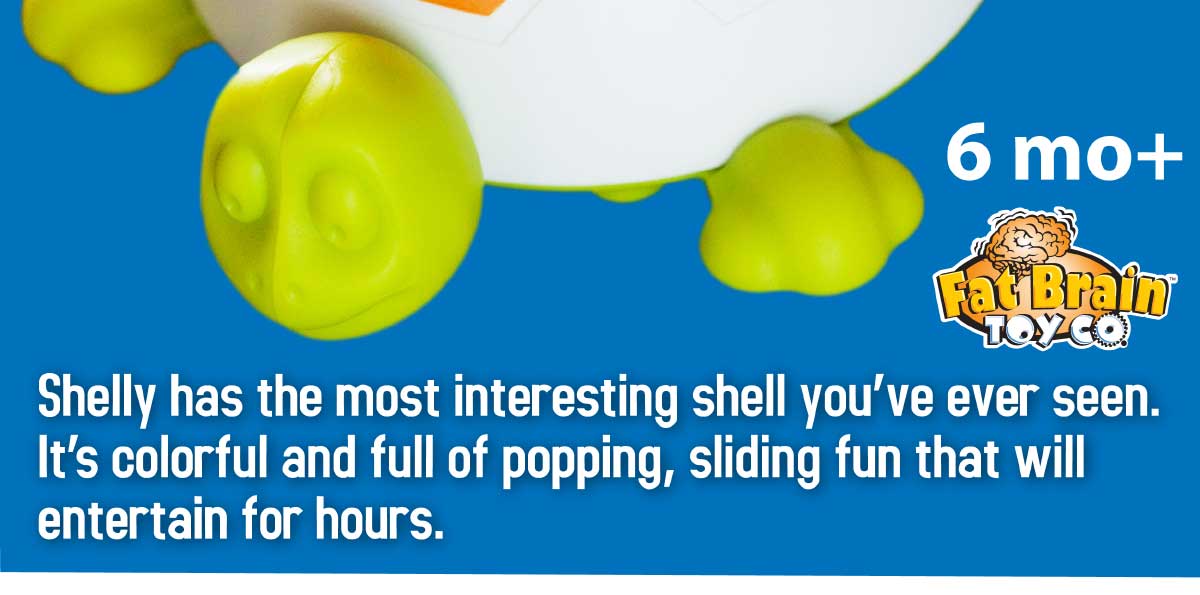 6 mo+
Fat Brain™
TOY CO.
Shelly has the most interesting shell you've ever seen.
It's colorful and full of popping, sliding fun that will
entertain for hours.